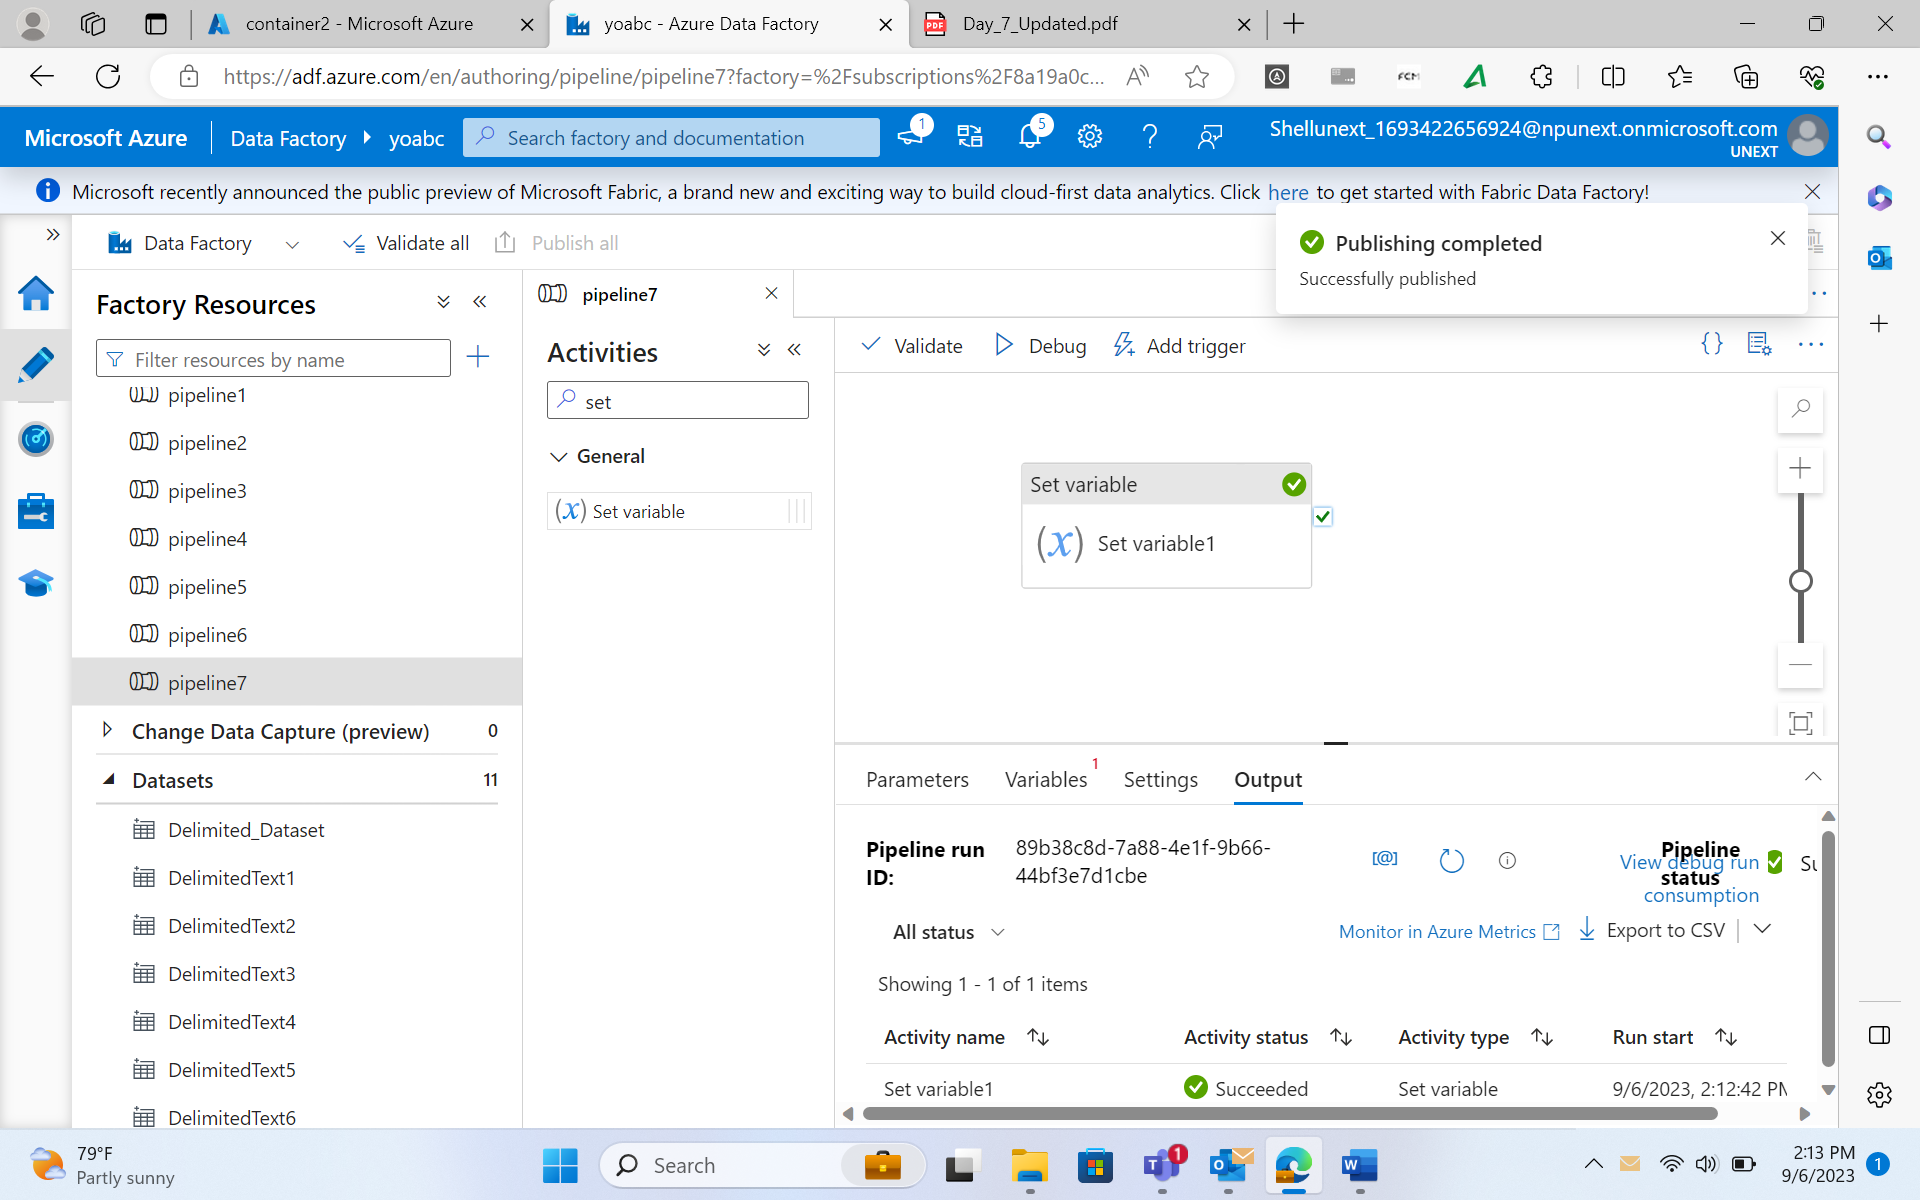 container2 - Microsoft Azure
yoabc - Azure Data Factory
PDF
Day_7_Updated.pdf
https://adf.azure.com/en/authoring/pipeline/pipeline7?factory=%2Fsubscriptions%2F8a19a0c...
A
FCM
Microsoft Azure
Data Factory
yoabc
Search factory and documentation
1
5
Shellunext_1693422656924@npunext.onmicrosoft.com
UNEXT
Microsoft recently announced the public preview of Microsoft Fabric, a brand new and exciting way to build cloud-first data analytics. Click here to get started with Fabric Data Factory!
Data Factory
Validate all
Publish all
Publishing completed
Successfully published
Factory Resources
Filter resources by name
pipeline1
pipeline2
pipeline3
pipeline4
pipeline5
pipeline6
pipeline7
Change Data Capture (preview) 0
Datasets 11
Delimited_Dataset
DelimitedText1
DelimitedText2
DelimitedText3
DelimitedText4
DelimitedText5
DelimitedText6
pipeline7
Activities
set
General
(x) Set variable
Validate
Debug
Add trigger
{}
Set variable
(x) Set variable1
Parameters
Variables 1
Settings
Output
Pipeline run ID:
89b38c8d-7a88-4e1f-9b66-
44bf3e7d1cbe
[@]
View debug run
consumption
Pipeline
status
Su
All status
Monitor in Azure Metrics
Export to CSV
Showing 1 - 1 of 1 items
Activity name
Activity status
Activity type
Run start
Set variable1
Succeeded
Set variable
9/6/2023, 2:12:42 PM
79°F
Partly sunny
Search
1
2:13 PM
9/6/2023
1